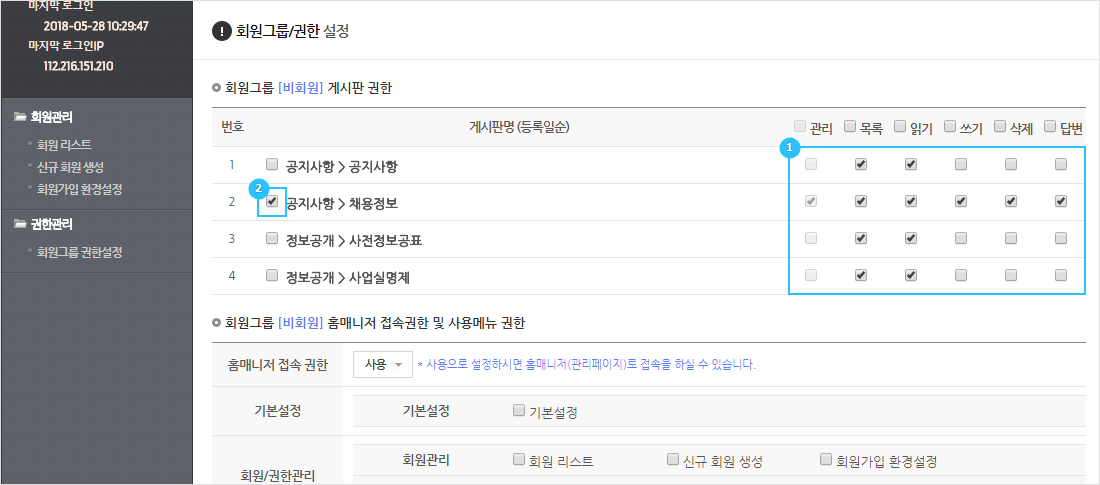 마지막 로그인
2018-05-28 10:29:47
마지막 로그인IP
112.216.151.210
회원관리
회원 리스트
신규 회원 생성
회원가입 환경설정
권한관리
회원그룹 권한설정
! 회원그룹/권한 설정
회원그룹 [비회원] 게시판 권한
번호 게시판명 (등록일순) 관리 목록 읽기 쓰기 삭제 답변
1
1 공지사항 > 공지사항
2
2 공지사항 > 채용정보
3 정보공개 > 사전정보공표
4 정보공개 > 사업실명제
회원그룹 [비회원] 홈매니저 접속권한 및 사용메뉴 권한
홈매니저 접속 권한 사용 * 사용으로 설정하시면 홈매니저(관리페이지)로 접속을 하실 수 있습니다.
기본설정 기본설정 기본설정
회원/권한관리 회원관리 회원 리스트 신규 회원 생성 회원가입 환경설정